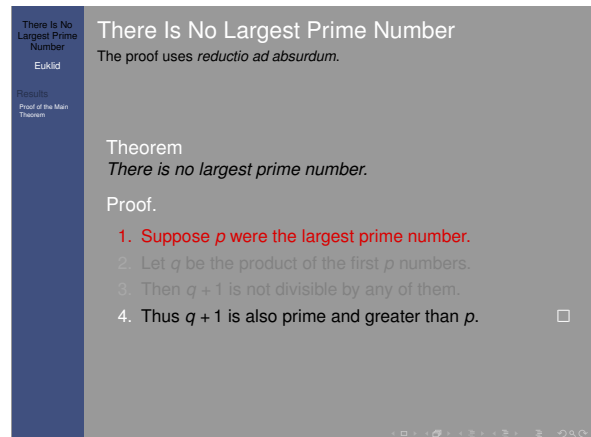 There Is No
Largest Prime
Number
Euklid
Results
Proof of the Main
Theorem
There Is No Largest Prime Number
The proof uses reductio ad absurdum.
Theorem
There is no largest prime number.
Proof.
1. Suppose p were the largest prime number.
2. Let q be the product of the first p numbers.
3. Then q + 1 is not divisible by any of them.
4. Thus q + 1 is also prime and greater than p. □